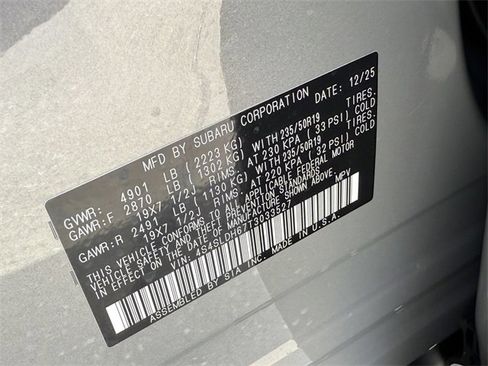 MFD BY SUBARU CORPORATION DATE: 12/25
GVWR: 4901 LB (2223 KG)
GAWR:F 2870 LB (1302 KG) WITH 235/50R19 TIRES.
19X7 1/2J RIMS. AT 230 KPA (33 PSI) COLD
GAWR:R 2491 LB (1130 KG) WITH 235/50R19 TIRES.
19X7 1/2J RIMS. AT 220 KPA (32 PSI) COLD
THIS VEHICLE CONFORMS TO ALL APPLICABLE FEDERAL MOTOR
VEHICLE SAFETY AND BUMPER STANDARDS
IN EFFECT ON THE DATE OF MANUFACTURE SHOWN ABOVE.
VIN: 4S4SLDH67T3033527 MPV
ASSEMBLED BY SIA INC. MADE IN U.S.A.